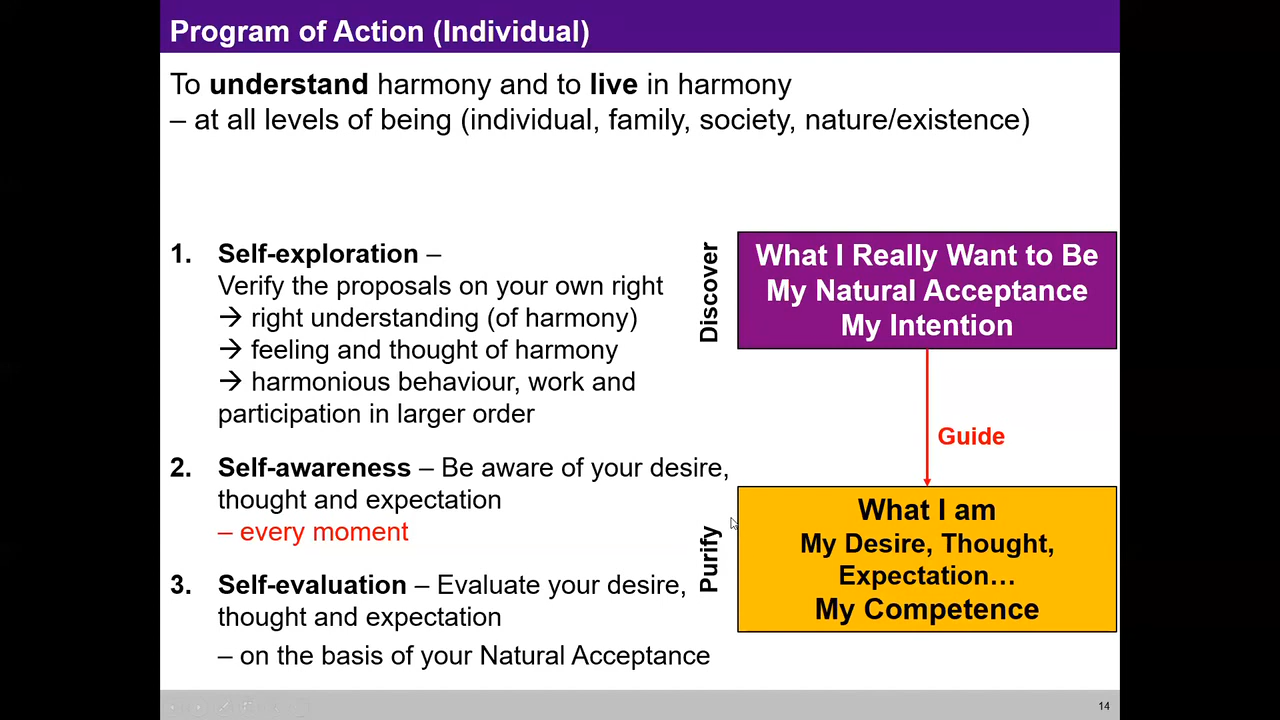 Program of Action (Individual)
To understand harmony and to live in harmony
– at all levels of being (individual, family, society, nature/existence)
1. Self-exploration –
Verify the proposals on your own right
→ right understanding (of harmony)
→ feeling and thought of harmony
→ harmonious behaviour, work and
participation in larger order
2. Self-awareness – Be aware of your desire,
thought and expectation
– every moment
3. Self-evaluation – Evaluate your desire,
thought and expectation
– on the basis of your Natural Acceptance
Discover
What I Really Want to Be
My Natural Acceptance
My Intention
Guide
Purify
What I am
My Desire, Thought,
Expectation…
My Competence
14